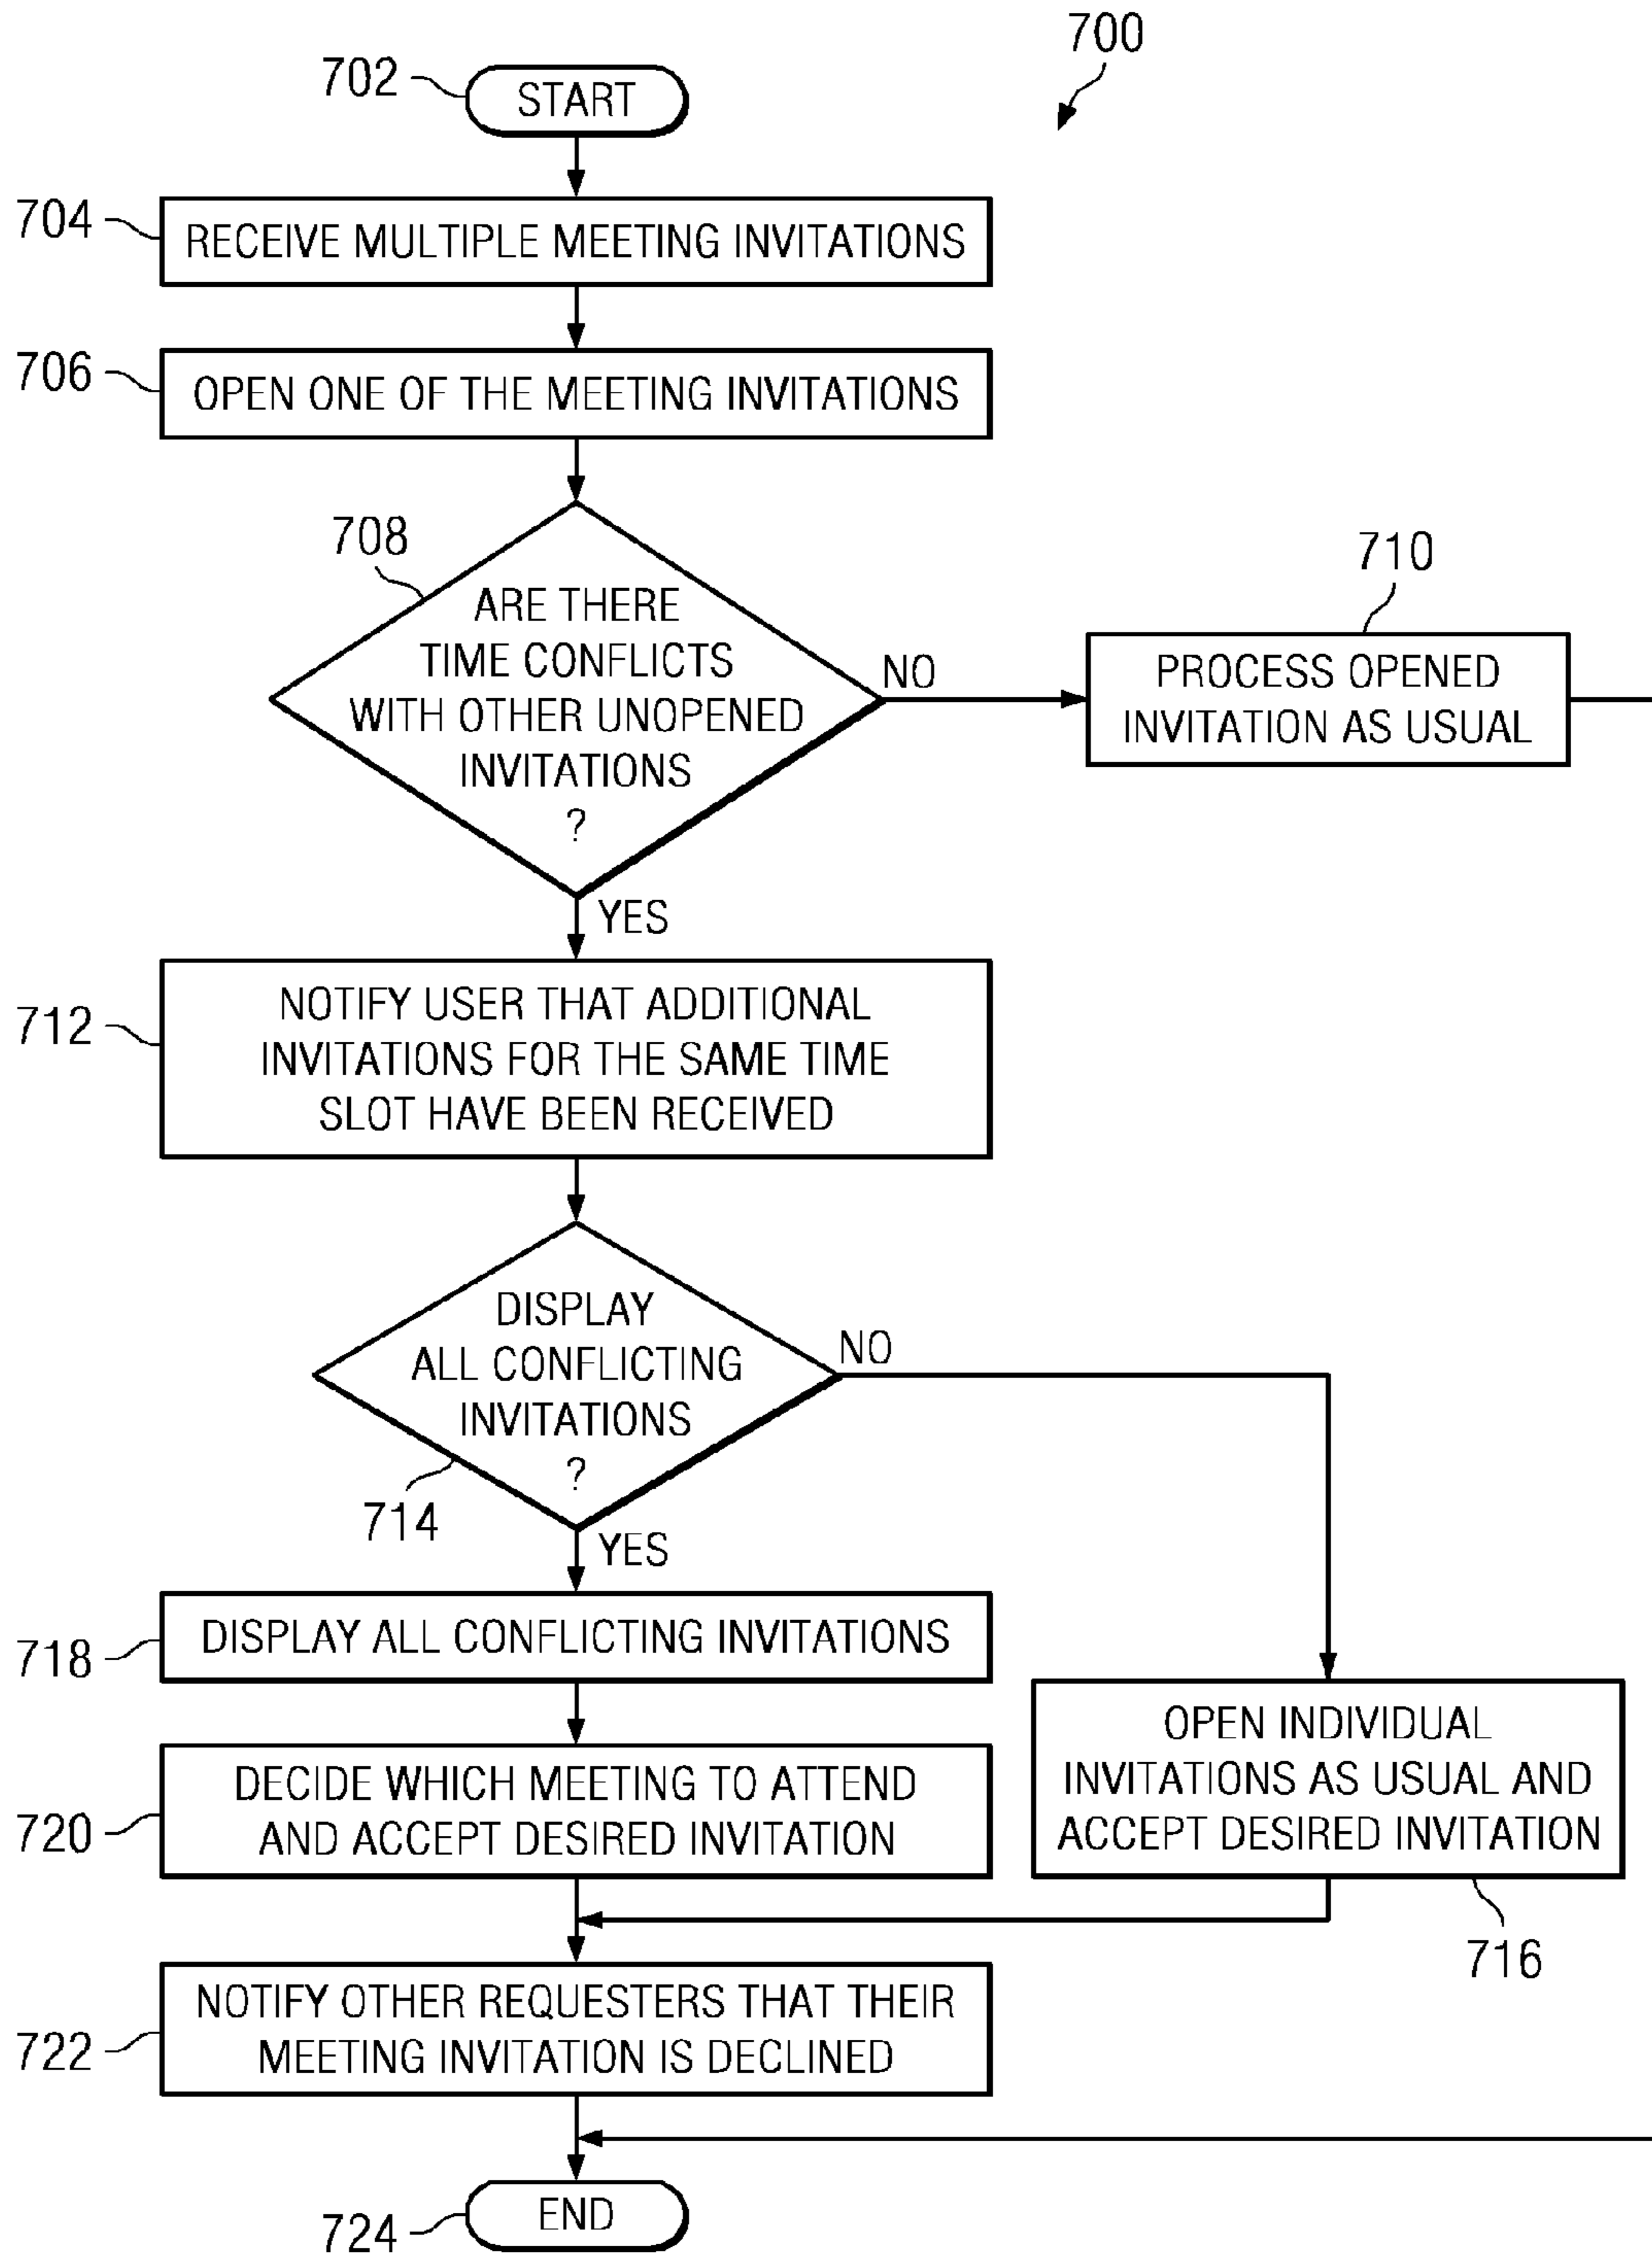 700
702
START
704
RECEIVE MULTIPLE MEETING INVITATIONS
706
OPEN ONE OF THE MEETING INVITATIONS
708
ARE THERE
TIME CONFLICTS
WITH OTHER UNOPENED
INVITATIONS
?
NO
710
PROCESS OPENED
INVITATION AS USUAL
YES
712
NOTIFY USER THAT ADDITIONAL
INVITATIONS FOR THE SAME TIME
SLOT HAVE BEEN RECEIVED
DISPLAY
ALL CONFLICTING
INVITATIONS
?
NO
714
YES
718
DISPLAY ALL CONFLICTING INVITATIONS
OPEN INDIVIDUAL
INVITATIONS AS USUAL AND
ACCEPT DESIRED INVITATION
716
720
DECIDE WHICH MEETING TO ATTEND
AND ACCEPT DESIRED INVITATION
722
NOTIFY OTHER REQUESTERS THAT THEIR
MEETING INVITATION IS DECLINED
724
END